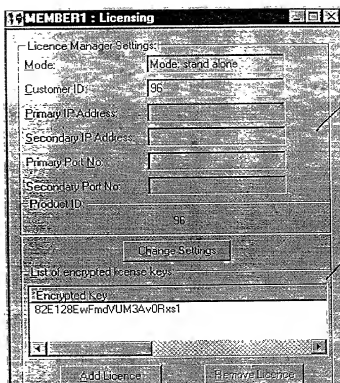 MEMBER1 : Licensing
Licence Manager Settings:
Mode: Mode: stand alone
Customer ID: 96
Primary IP Address:
Secondary IP Address:
Primary Port No:
Secondary Port No:
Product ID:
96
Change Settings
List of encrypted license keys:
Encrypted Key
82E128EwFmdVUM3Av0Rxs1
Add Licence Remove Licence